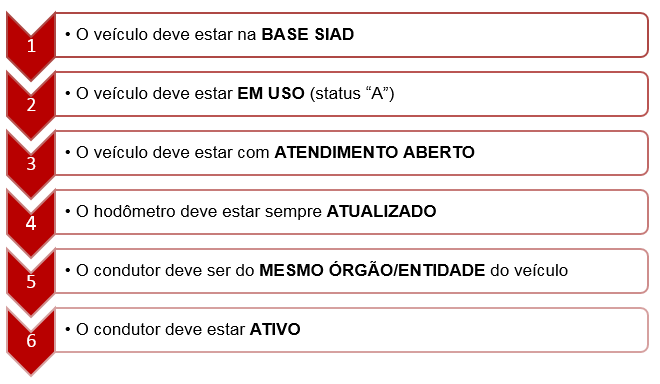 1 • O veículo deve estar na BASE SIAD
2 • O veículo deve estar EM USO (status “A”)
3 • O veículo deve estar com ATENDIMENTO ABERTO
4 • O hodômetro deve estar sempre ATUALIZADO
5 • O condutor deve ser do MESMO ÓRGÃO/ENTIDADE do veículo
6 • O condutor deve estar ATIVO